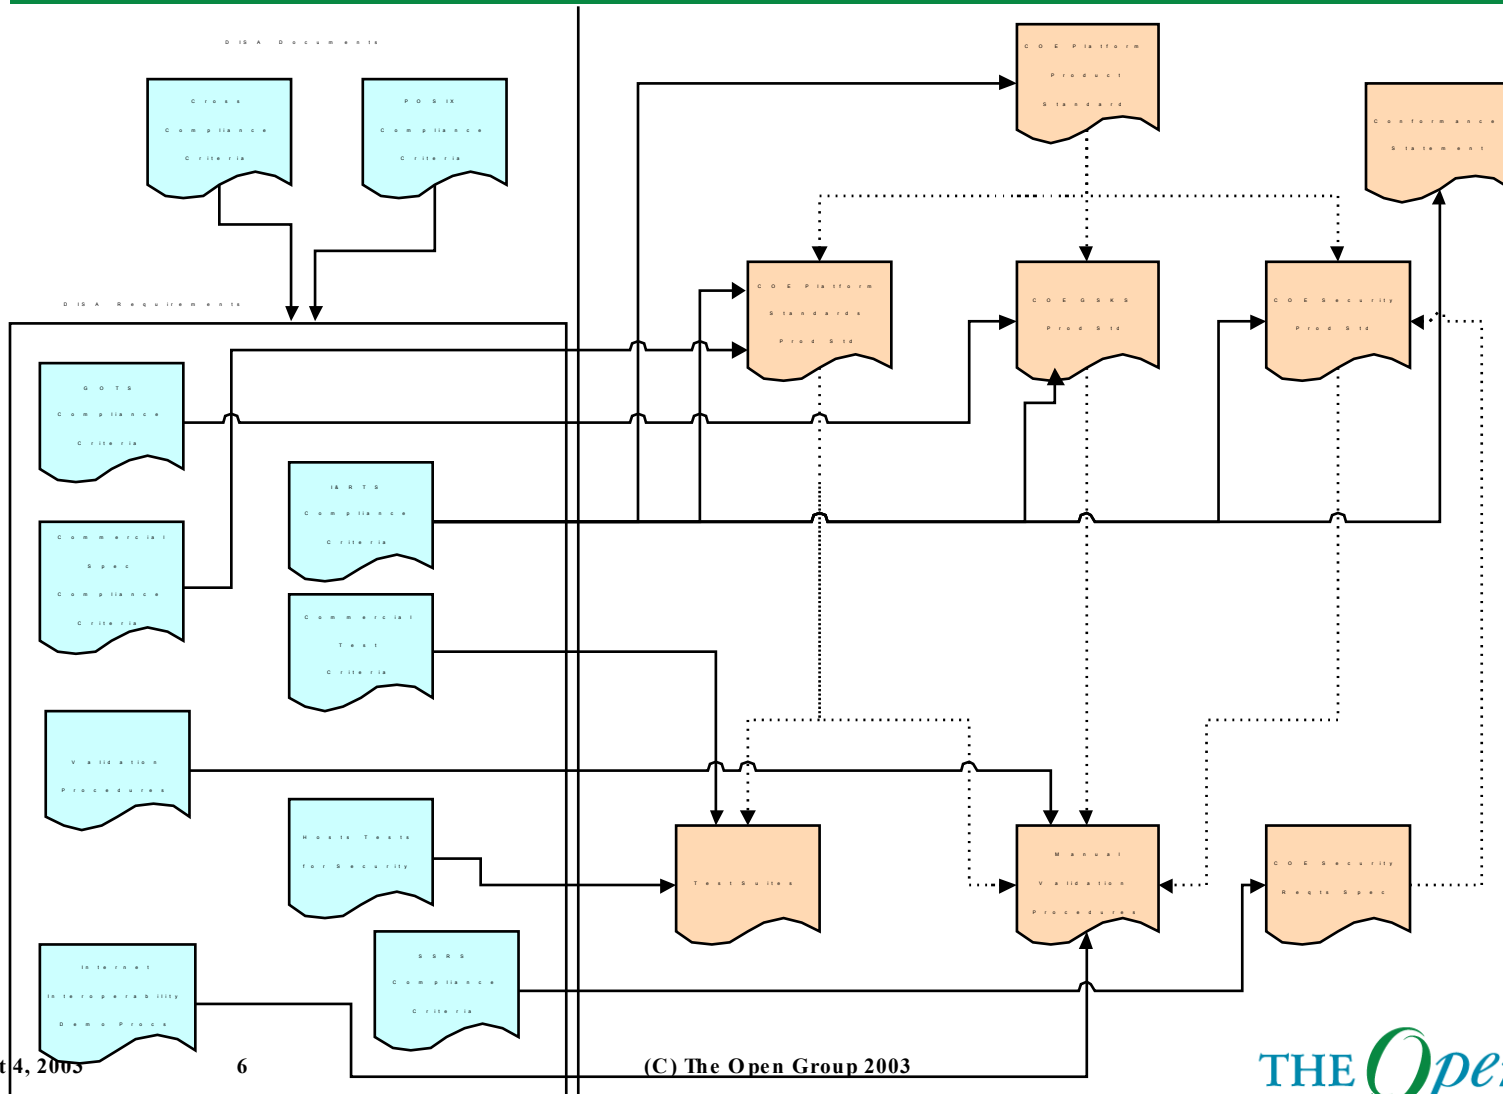 DISA Documents
Cross
Compliance
Criteria
POSIX
Compliance
Criteria
COE Platform
Product
Standard
Conformance
Statement
DISA Requirements
COE Platform
Standards
Prod Std
COE GSKS
Prod Std
COE Security
Prod Std
GOTS
Compliance
Criteria
I&RTS
Compliance
Criteria
Commercial
Spec
Compliance
Criteria
Commercial
Test
Criteria
Validation
Procedures
Hosts Tests
for Security
Test Suites
Manual
Validation
Procedures
COE Security
Reqts Spec
Internet
Interoperability
Demo Procs
SSRS
Compliance
Criteria
t 4, 2003
6
(C) The Open Group 2003
THE Open